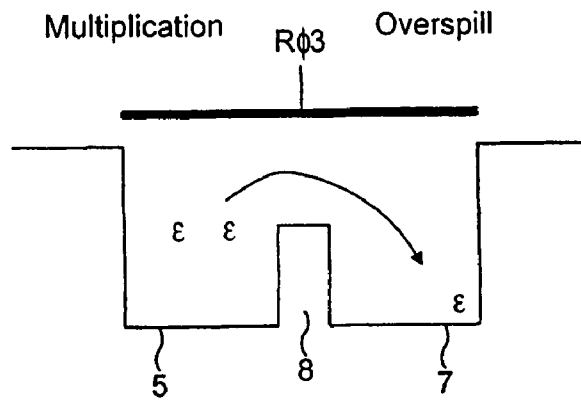 Multiplication Overspill
Rϕ3
ε ε
ε
5 8 7